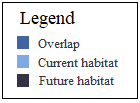 Legend
Overlap
Current habitat
Future habitat